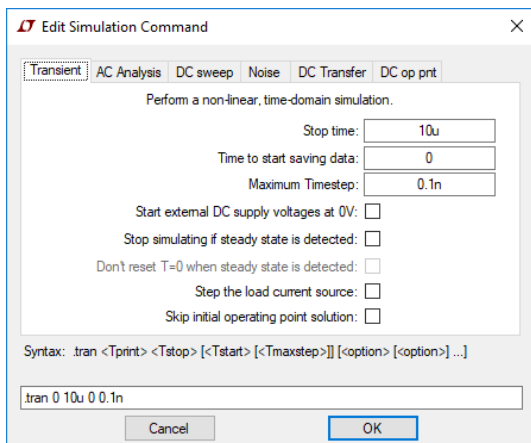 Edit Simulation Command
Transient AC Analysis DC sweep Noise DC Transfer DC op pnt
Perform a non-linear, time-domain simulation.
Stop time: 10u
Time to start saving data: 0
Maximum Timestep: 0.1n
Start external DC supply voltages at 0V:
Stop simulating if steady state is detected:
Don't reset T=0 when steady state is detected:
Step the load current source:
Skip initial operating point solution:
Syntax: .tran <Tprint> <Tstop> [<Tstart> [<Tmaxstep>]] [<option> [<option>] ...]
.tran 0 10u 0 0.1n
Cancel OK